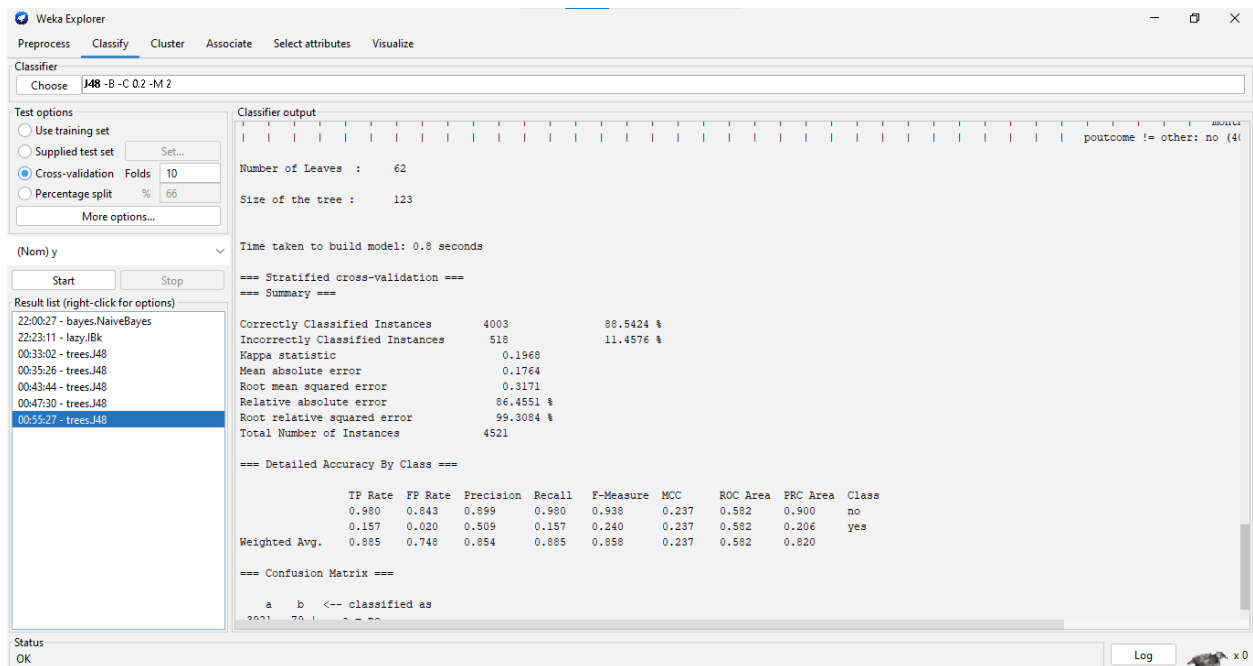 Weka Explorer
Preprocess Classify Cluster Associate Select attributes Visualize
Classifier
Choose J48 -B -C 0.2 -M 2
Test options
Use training set
Supplied test set Set...
Cross-validation Folds 10
Percentage split % 66
More options...
(Nom) y
Start Stop
Result list (right-click for options)
22:00:27 - bayes.NaiveBayes
22:23:11 - lazy.IBk
00:33:02 - trees.J48
00:35:26 - trees.J48
00:43:44 - trees.J48
00:47:30 - trees.J48
00:55:27 - trees.J48
Classifier output
| | | | | | | | | | | | | | | | | | | | | | | | | | | | | | | | | poutcome != other: no (40
Number of Leaves : 62
Size of the tree : 123
Time taken to build model: 0.8 seconds
=== Stratified cross-validation ===
=== Summary ===
Correctly Classified Instances 4003 88.5424 %
Incorrectly Classified Instances 518 11.4576 %
Kappa statistic 0.1968
Mean absolute error 0.1764
Root mean squared error 0.3171
Relative absolute error 86.4551 %
Root relative squared error 99.3084 %
Total Number of Instances 4521
=== Detailed Accuracy By Class ===
TP Rate FP Rate Precision Recall F-Measure MCC ROC Area PRC Area Class
0.980 0.843 0.899 0.980 0.938 0.237 0.582 0.900 no
0.157 0.020 0.509 0.157 0.240 0.237 0.582 0.206 yes
Weighted Avg. 0.885 0.748 0.854 0.885 0.858 0.237 0.582 0.820
=== Confusion Matrix ===
a b <-- classified as
3921 79 | a = no
Status
OK
Log x 0